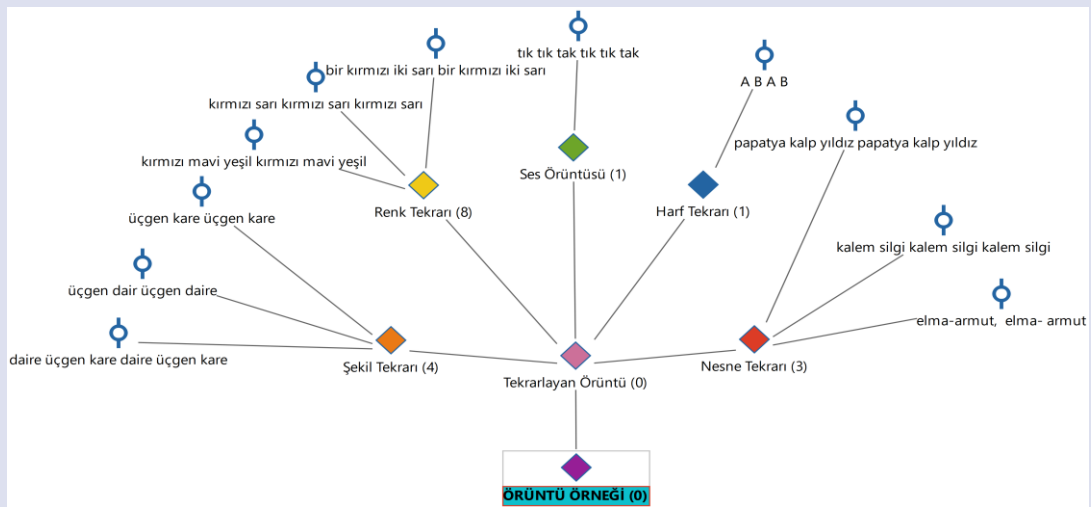 tık tık tak tık tık tak
bir kırmızı iki sarı bir kırmızı iki sarı
A B A B
kırmızı sarı kırmızı sarı kırmızı sarı
papatya kalp yıldız papatya kalp yıldız
kırmızı mavi yeşil kırmızı mavi yeşil
Ses Örüntüsü (1)
Renk Tekrarı (8)
Harf Tekrarı (1)
üçgen kare üçgen kare
kalem silgi kalem silgi kalem silgi
üçgen dair üçgen daire
elma-armut, elma- armut
daire üçgen kare daire üçgen kare
Şekil Tekrarı (4)
Tekrarlayan Örüntü (0)
Nesne Tekrarı (3)
ÖRÜNTÜ ÖRNEĞİ (0)